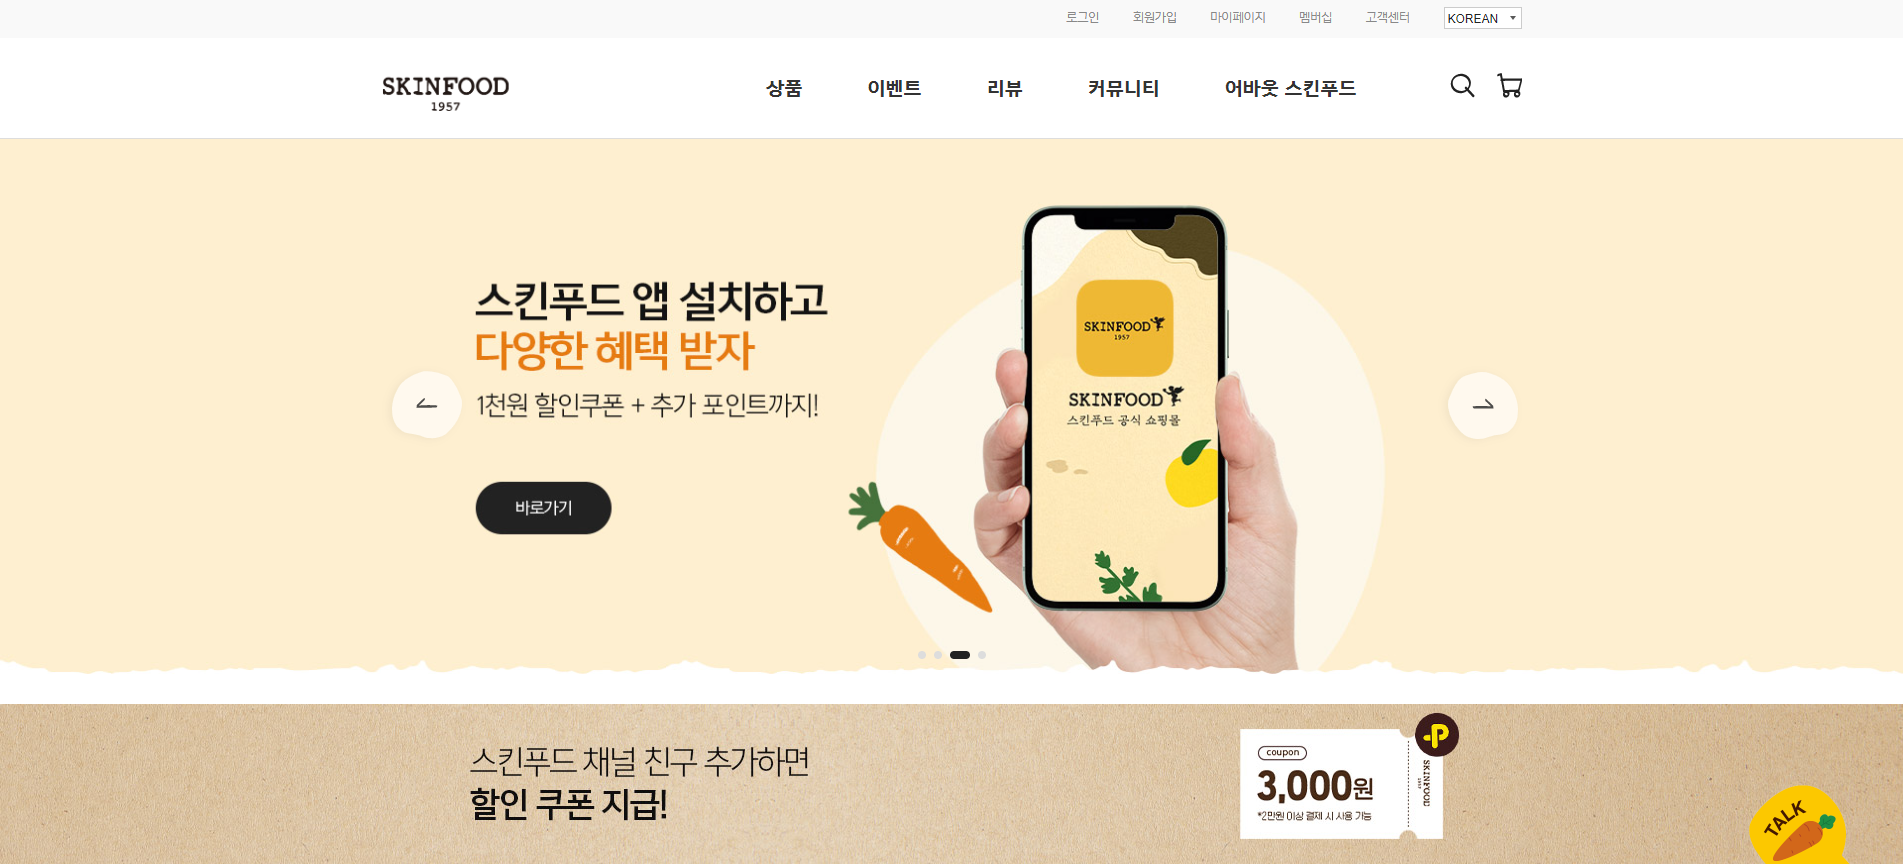 로그인 회원가입 마이페이지 멤버십 고객센터 KOREAN
SKINFOOD
1957
상품 이벤트 리뷰 커뮤니티 어바웃 스킨푸드
스킨푸드 앱 설치하고
다양한 혜택 받자
1천원 할인쿠폰 + 추가 포인트까지!
바로가기
SKINFOOD
1957
SKINFOOD
스킨푸드 공식 쇼핑몰
스킨푸드 채널 친구 추가하면
할인 쿠폰 지급!
coupon
3,000원
*2만원 이상 결제 시 사용 가능
SKINFOOD
1957
P
TALK